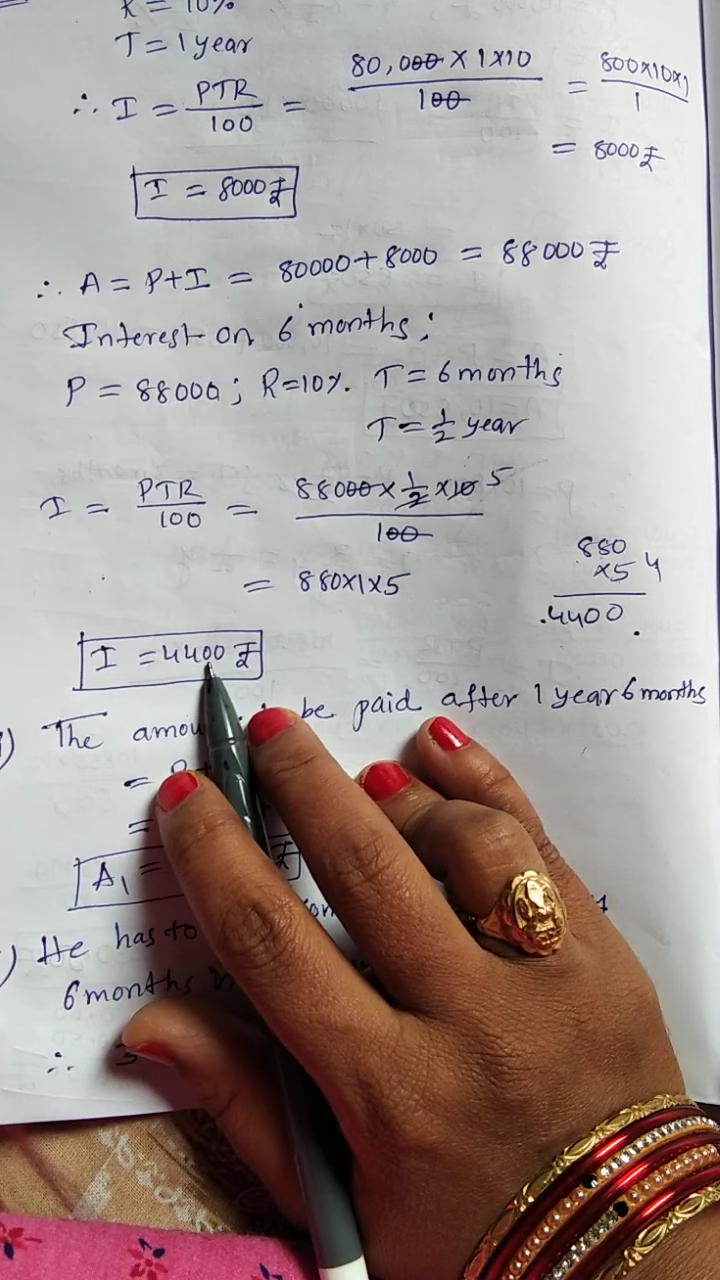 R = 10%
T = 1 year
∴ I = PTR/100 = 80,000 × 1×10/100 = 800×10×1/1
= 8000 ₹
I = 8000 ₹
∴ A = P+I = 80000+8000 = 88000 ₹
Interest on 6 months;
P = 88000; R=10%. T = 6 months
T = 1/2 year
I = PTR/100 = 88000 × 1/2 × 10 5/100
= 880×1×5
880
×5 4
4400
I = 4400 ₹
The be paid after 1 year 6 months
=
=
A₁ = ₹
He has to
6 months
∴ 3